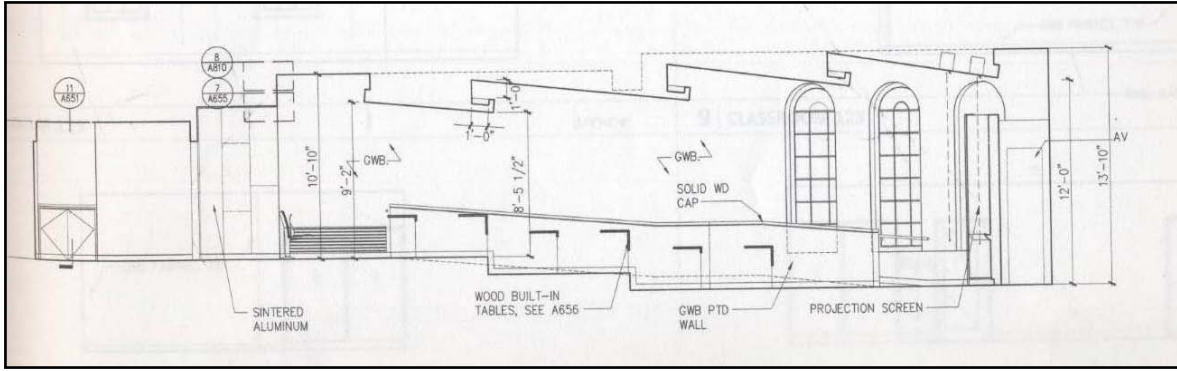 8
A810
11
A651
7
A655
10'-10"
9'-2"
GWB.
1'-0"
1'-0"
8'-5 1/2"
GWB.
SOLID WD
CAP
AV
12'-0"
13'-10"
SINTERED
ALUMINUM
WOOD BUILT-IN
TABLES, SEE A656
GWB PTD
WALL
PROJECTION SCREEN
9 CLASSROOM 123